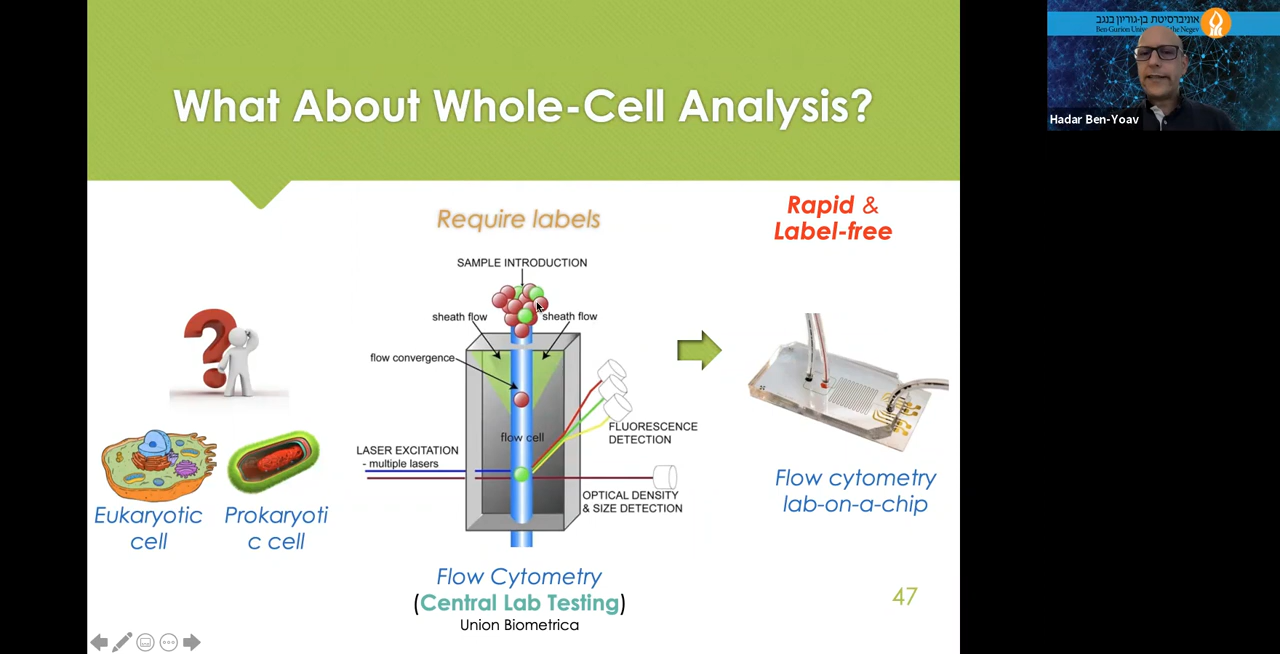 What About Whole-Cell Analysis?
Require labels
Rapid &
Label-free
SAMPLE INTRODUCTION
sheath flow
sheath flow
flow convergence
flow cell
FLUORESCENCE
DETECTION
LASER EXCITATION
- multiple lasers
OPTICAL DENSITY
& SIZE DETECTION
Eukaryotic
cell
Prokaryoti
c cell
Flow cytometry
lab-on-a-chip
Flow Cytometry
(Central Lab Testing)
Union Biometrica
47
אוניברסיטת בן-גוריון בנגב
Hadar Ben-Yoav